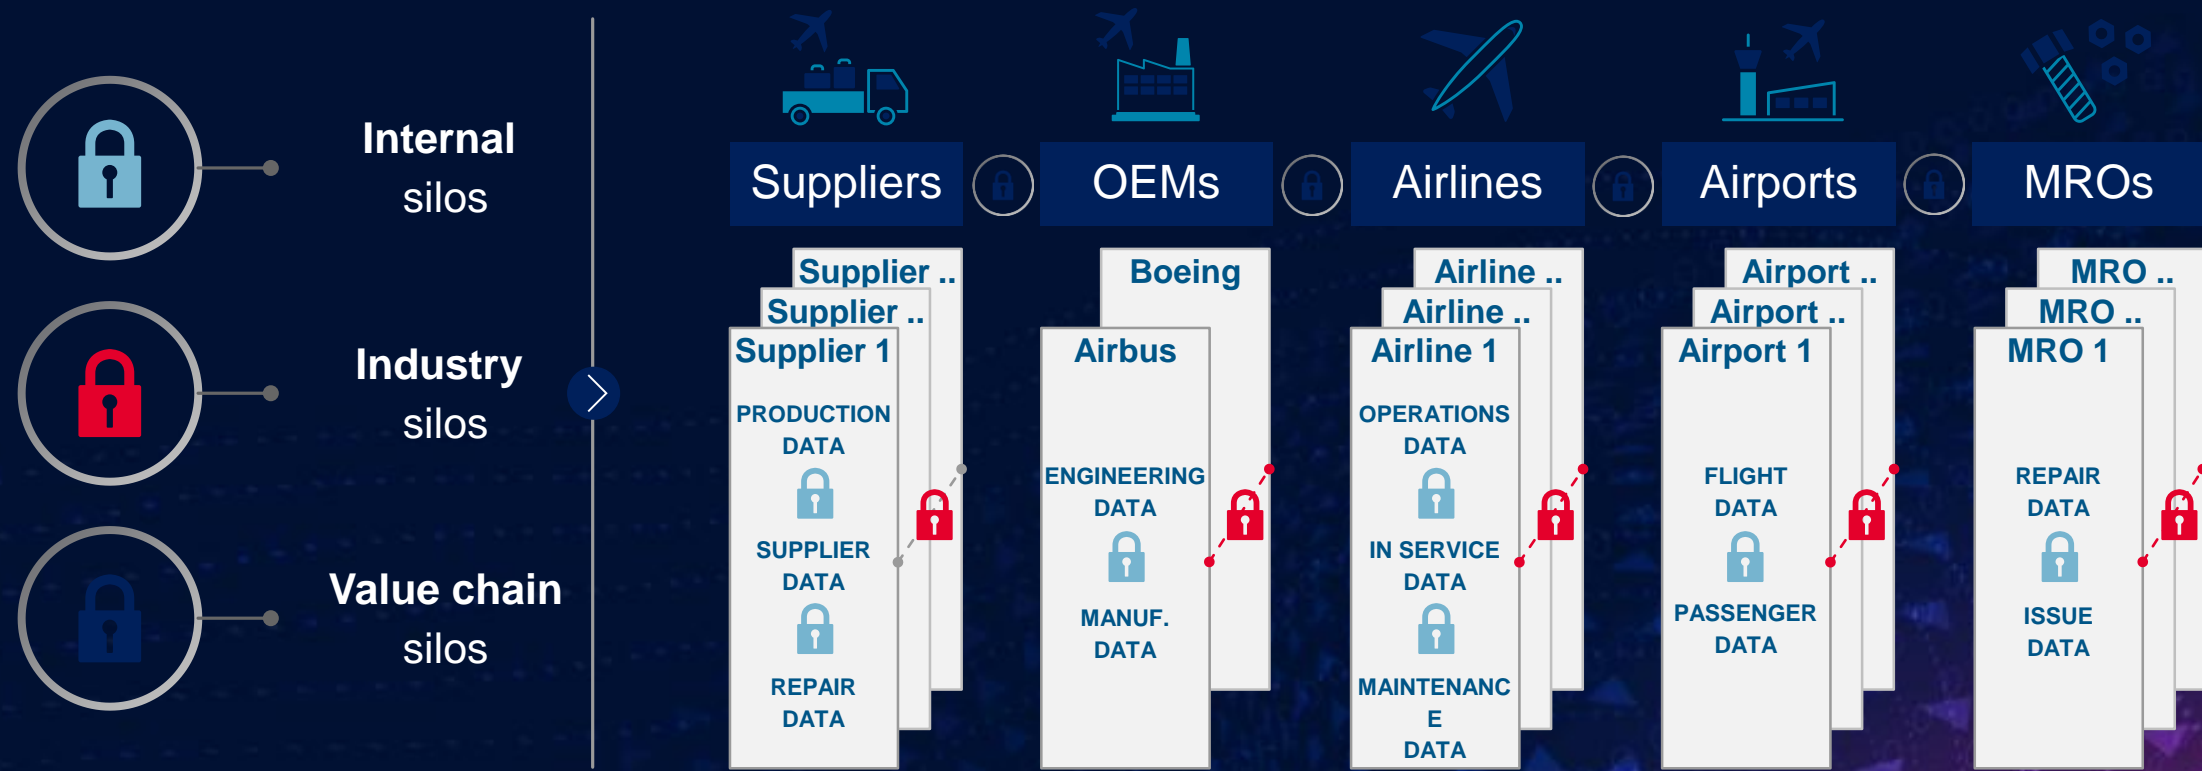 Internal
silos
Industry
silos
Value chain
silos
Suppliers
OEMs
Airlines
Airports
MROs
Supplier ..
Supplier ..
Supplier 1
PRODUCTION
DATA
SUPPLIER
DATA
REPAIR
DATA
Boeing
Airbus
ENGINEERING
DATA
MANUF.
DATA
Airline ..
Airline ..
Airline 1
OPERATIONS
DATA
IN SERVICE
DATA
MAINTENANC
E
DATA
Airport ..
Airport ..
Airport 1
FLIGHT
DATA
PASSENGER
DATA
MRO ..
MRO ..
MRO 1
REPAIR
DATA
ISSUE
DATA